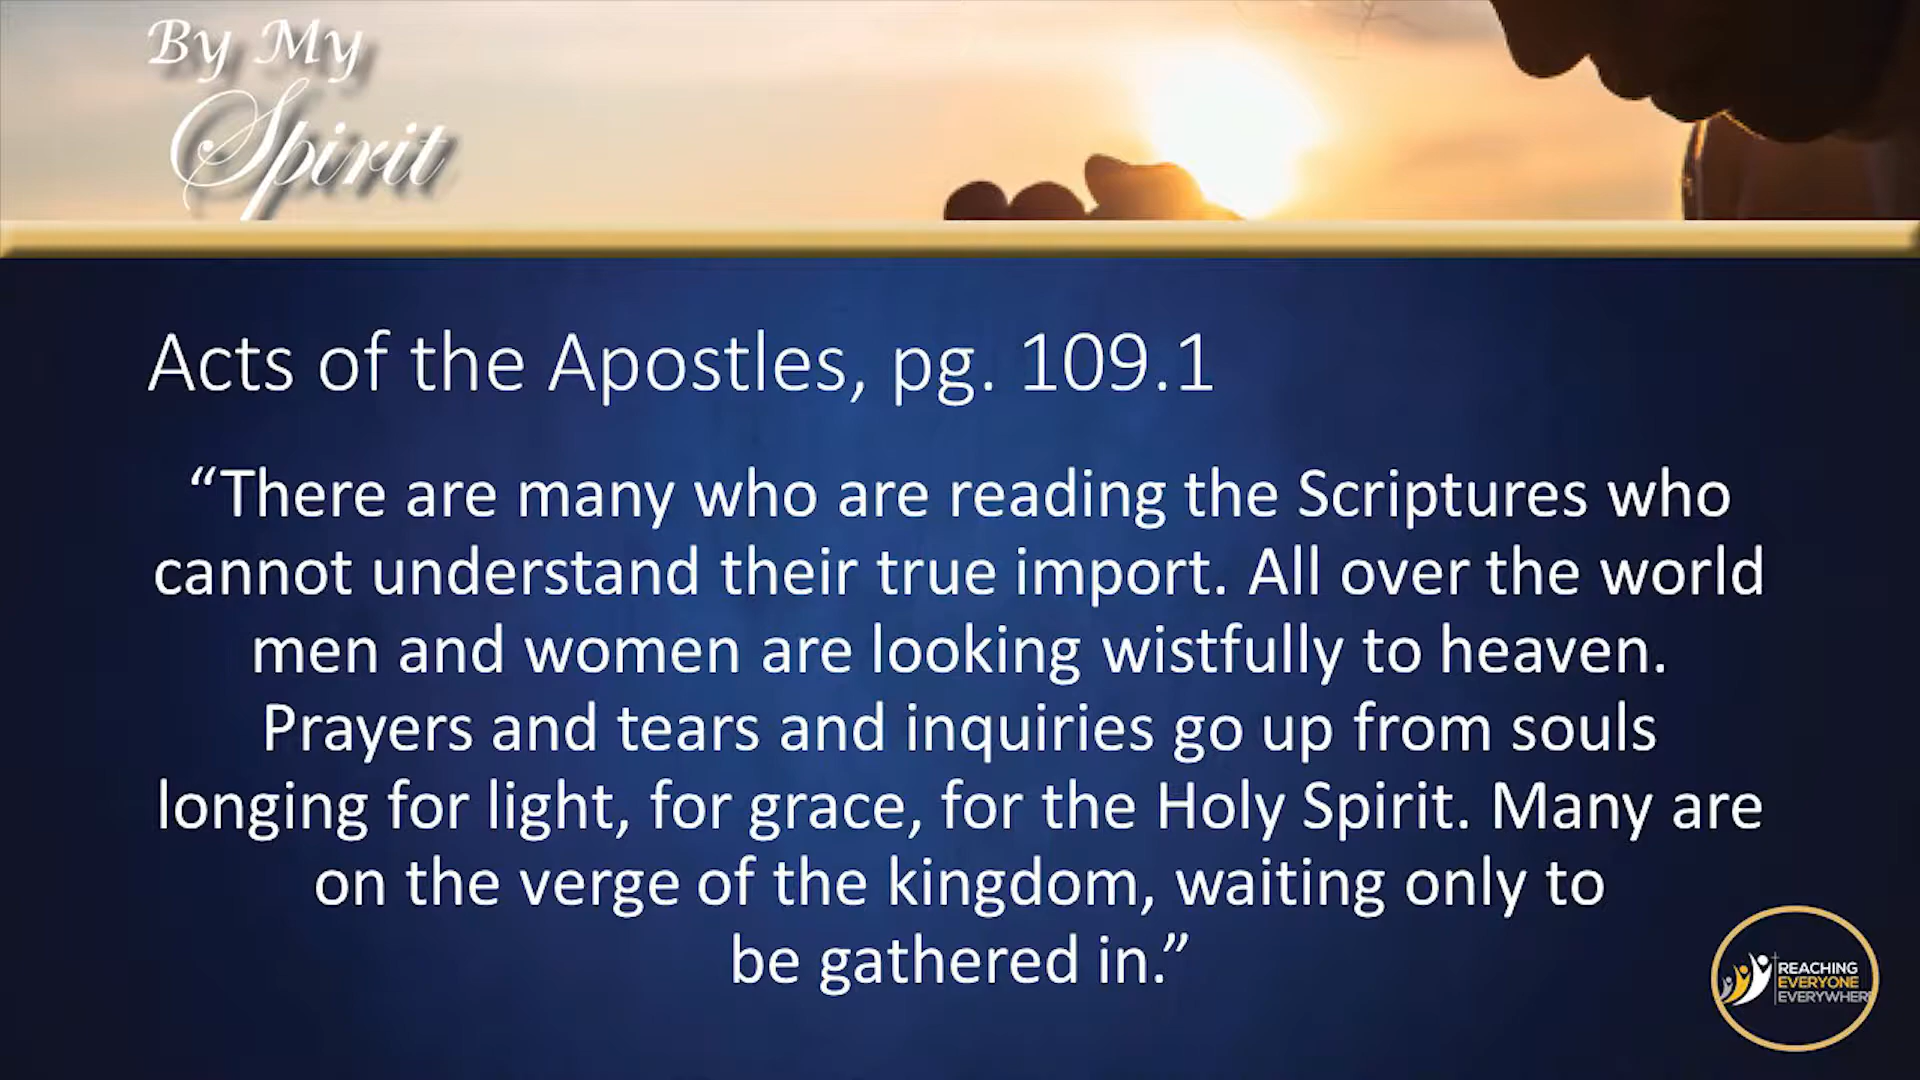 By My
Spirit
Acts of the Apostles, pg. 109.1
“There are many who are reading the Scriptures who
cannot understand their true import. All over the world
men and women are looking wistfully to heaven.
Prayers and tears and inquiries go up from souls
longing for light, for grace, for the Holy Spirit. Many are
on the verge of the kingdom, waiting only to
be gathered in.”
REACHING
EVERYONE
EVERYWHERE